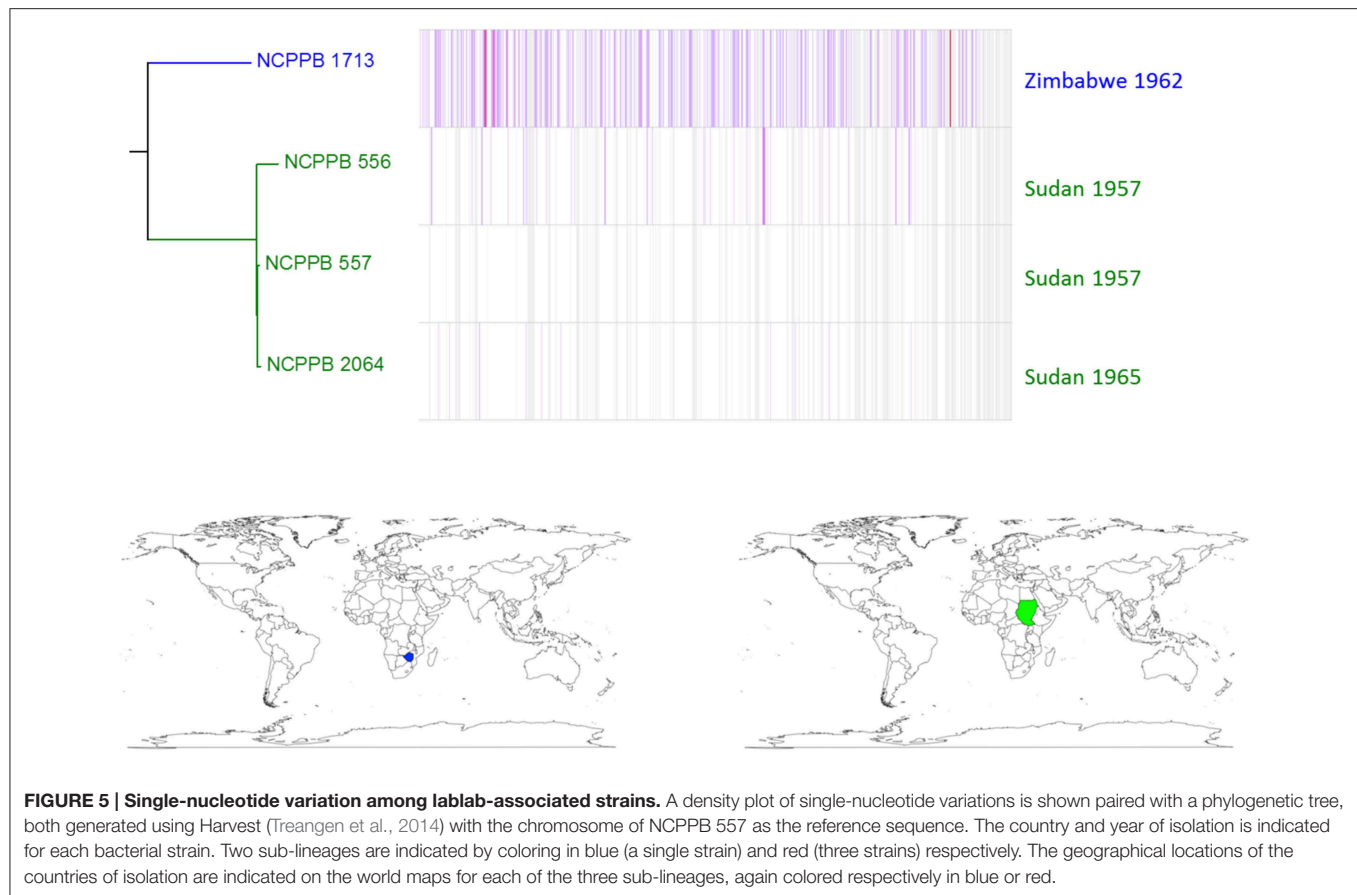 NCPPB 1713
Zimbabwe 1962
NCPPB 556
Sudan 1957
NCPPB 557
Sudan 1957
NCPPB 2064
Sudan 1965
FIGURE 5 | Single-nucleotide variation among lablab-associated strains. A density plot of single-nucleotide variations is shown paired with a phylogenetic tree,
both generated using Harvest (Treangen et al., 2014) with the chromosome of NCPPB 557 as the reference sequence. The country and year of isolation is indicated
for each bacterial strain. Two sub-lineages are indicated by coloring in blue (a single strain) and red (three strains) respectively. The geographical locations of the
countries of isolation are indicated on the world maps for each of the three sub-lineages, again colored respectively in blue or red.